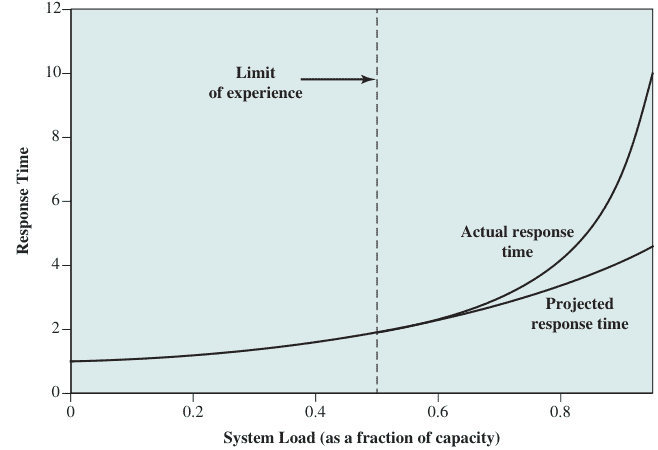 12
10
8
6
4
2
0
Response Time
Limit
of experience
Actual response
time
Projected
response time
0
0.2
0.4
0.6
0.8
System Load (as a fraction of capacity)